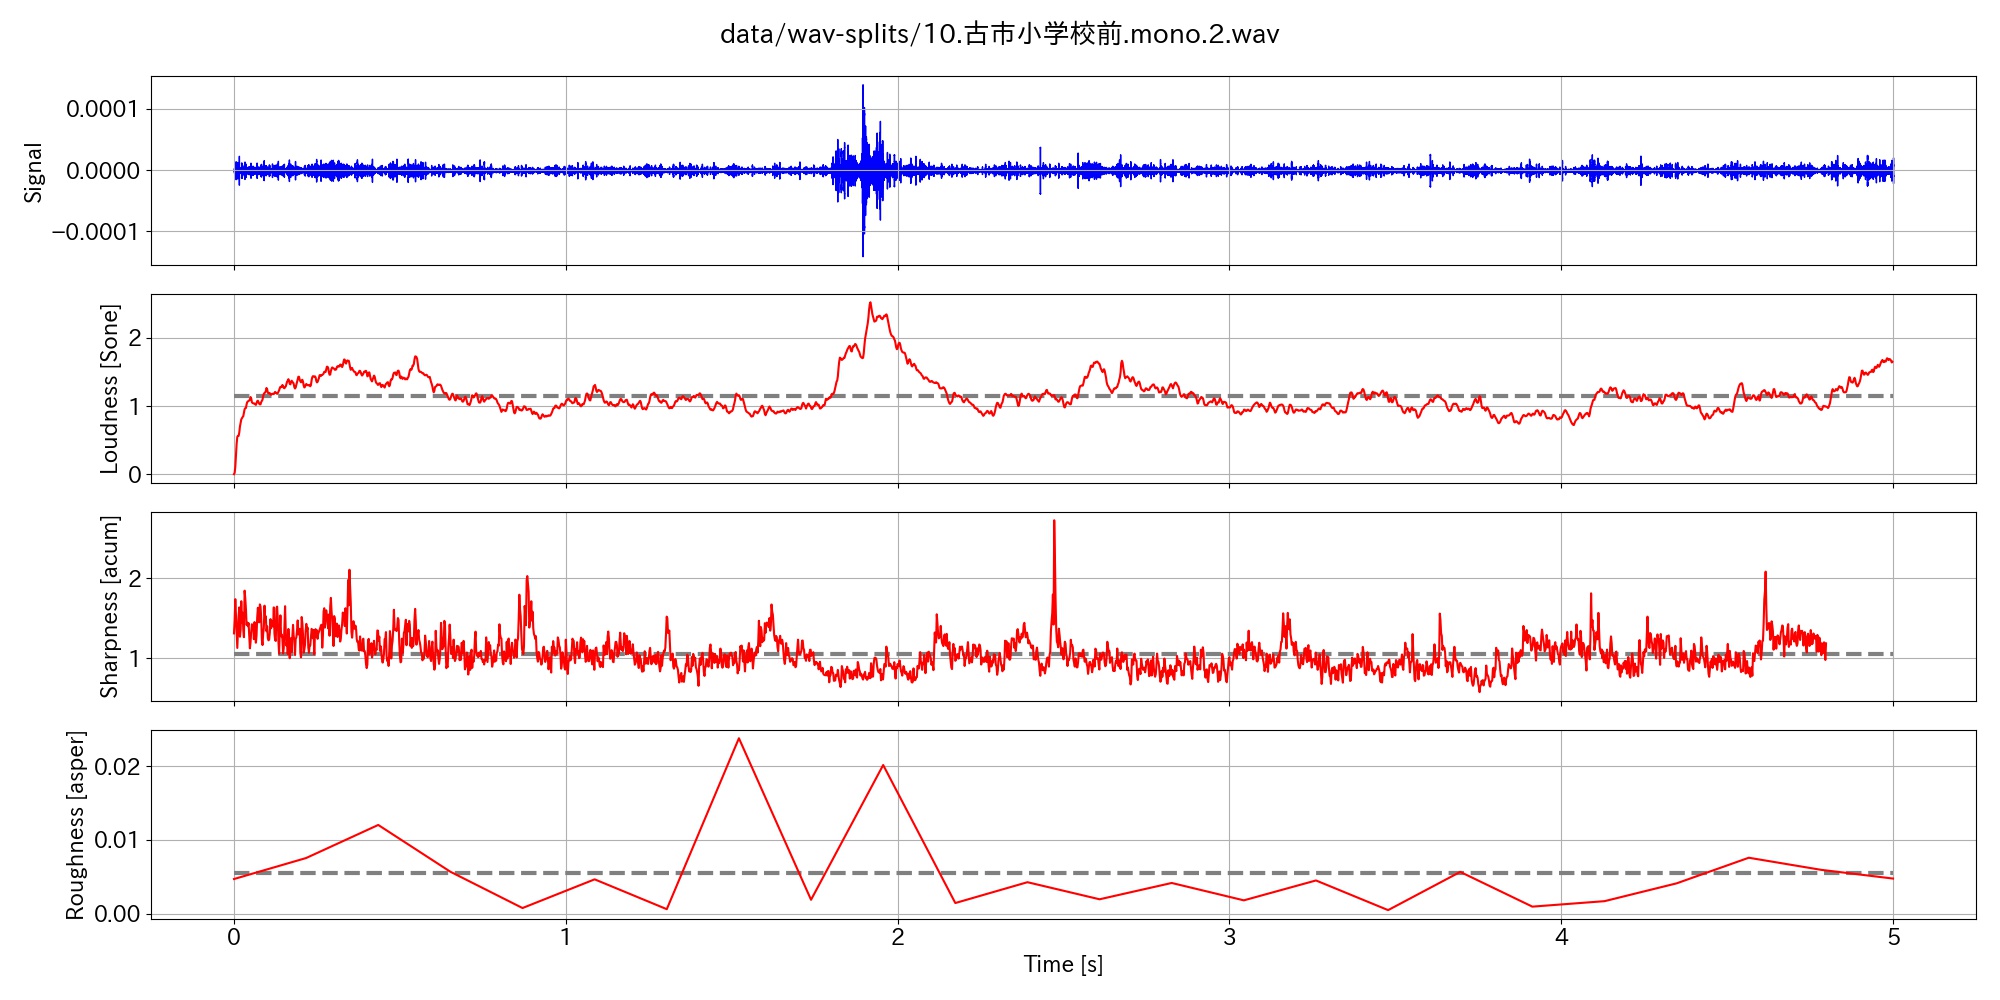 data/wav-splits/10.古市小学校前.mono.2.wav
Signal
0.0001
0.0000
−0.0001
Loudness [Sone]
2
1
0
Sharpness [acum]
2
1
Roughness [asper]
0.02
0.01
0.00
0 1 2 3 4 5
Time [s]